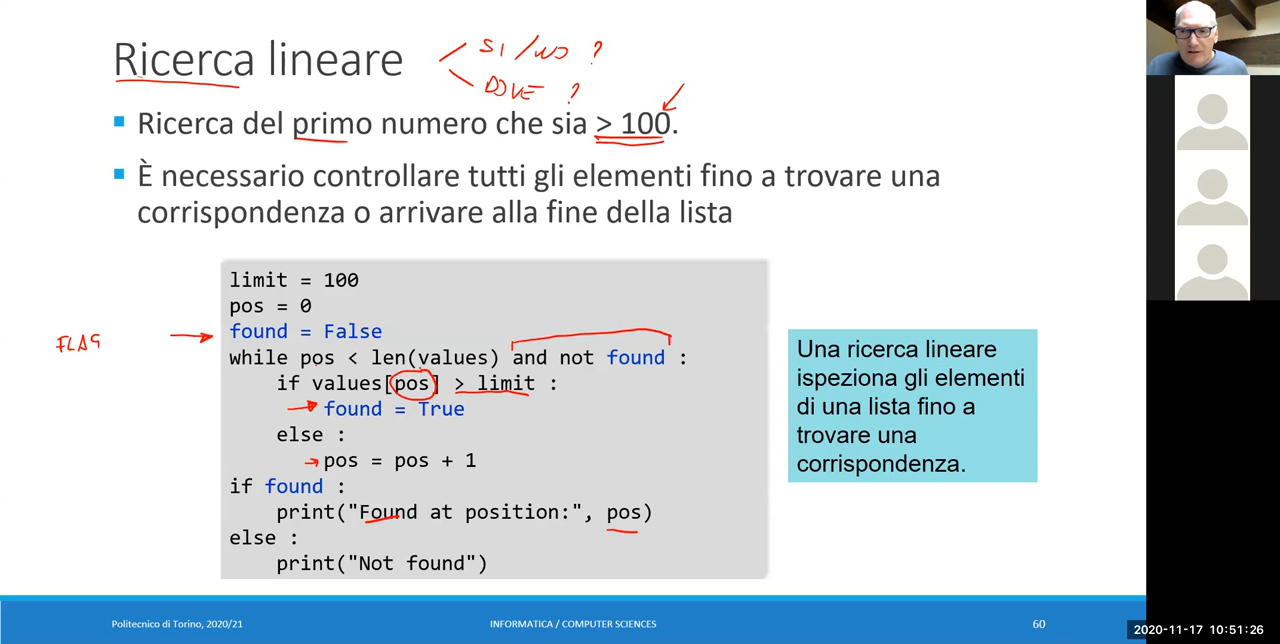 Ricerca lineare
SI / NO ?
DOVE ?
Ricerca del primo numero che sia > 100.
È necessario controllare tutti gli elementi fino a trovare una
corrispondenza o arrivare alla fine della lista
limit = 100
pos = 0
found = False
FLAG
while pos < len(values) and not found :
if values[pos] > limit :
found = True
else :
pos = pos + 1
if found :
print("Found at position:", pos)
else :
print("Not found")
Una ricerca lineare
ispeziona gli elementi
di una lista fino a
trovare una
corrispondenza.
Politecnico di Torino, 2020/21
INFORMATICA / COMPUTER SCIENCES
60
2020-11-17 10:51:26